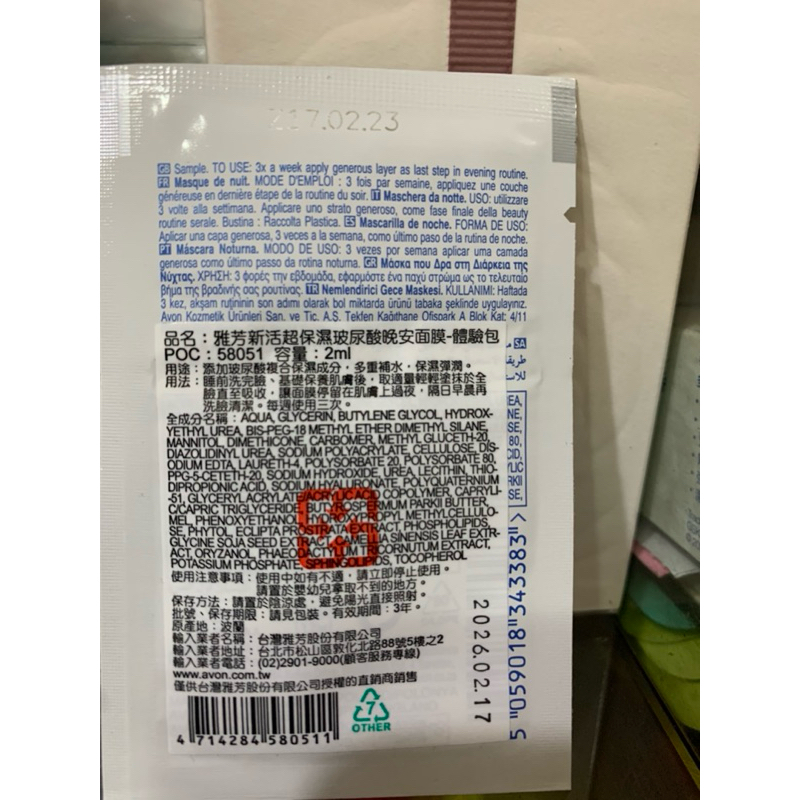 17.02.23
GB Sample. TO USE: 3x a week apply generous layer as last step in evening routine.
FR Masque de nuit. MODE D'EMPLOI : 3 fois par semaine, appliquez une couche
généreuse en dernière étape de la routine du soir. IT Maschera da notte. USO: utilizzare
3 volte alla settimana. Applicare uno strato generoso, come fase finale della beauty
routine serale. Bustina : Raccolta Plastica. ES Mascarilla de noche. FORMA DE USO:
Aplicar una capa generosa, 3 veces a la semana, como último paso de la rutina de noche.
PT Máscara Noturna. MODO DE USO: 3 vezes por semana aplicar uma camada
generosa como último passo da rotina noturna. GR Μάσκα που Δρα στη Διάρκεια της
Νύχτας. ΧΡΗΣΗ: 3 φορές την εβδομάδα, εφαρμόστε ένα παχύ στρώμα ως το τελευταίο
βήμα της βραδινής σας ρουτίνας. TR Nemlendirici Gece Maskesi. KULLANIMI: Haftada
3 kez, akşam rutininin son adımı olarak bol miktarda ürünü tabaka şeklinde uygulayınız.
Avon Kozmetik Ürünleri San. ve Tic. A.S. Tekfen Kağıthane Ofispark A Blok Kat: 4/11
SA
品名：雅芳新活超保濕玻尿酸晚安面膜-體驗包
POC：58051 容量：2ml
用途：添加玻尿酸複合保濕成分，多重補水，保濕彈潤。
用法：睡前洗完臉、基礎保養肌膚後，取適量輕輕塗抹於全
臉直至吸收，讓面膜停留在肌膚上過夜，隔日早晨再
洗臉清潔。每週使用三次。
全成分名稱：AQUA, GLYCERIN, BUTYLENE GLYCOL, HYDROX-
YETHYL UREA, BIS-PEG-18 METHYL ETHER DIMETHYL SILANE,
MANNITOL, DIMETHICONE, CARBOMER, METHYL GLUCETH-20,
DIAZOLIDINYL UREA, SODIUM POLYACRYLATE, CELLULOSE, DIS-
ODIUM EDTA, LAURETH-4, POLYSORBATE 20, POLYSORBATE 80,
PPG-5-CETETH-20, SODIUM HYDROXIDE, UREA, LECITHIN, THIO-
DIPROPIONIC ACID, SODIUM HYALURONATE, POLYQUATERNIUM
-51, GLYCERYL ACRYLATE/ACRYLIC ACID COPOLYMER, CAPRYLI-
C/CAPRIC TRIGLYCERIDE, BUTYROSPERMUM PARKII BUTTER,
MEL, PHENOXYETHANOL, HYDROXYPROPYL METHYLCELLULO-
SE, PHYTOL, ECLIPTA PROSTRATA EXTRACT, PHOSPHOLIPIDS,
GLYCINE SOJA SEED EXTRACT, CAMELLIA SINENSIS LEAF EXTR-
ACT, ORYZANOL, PHAEODACTYLUM TRICORNUTUM EXTRACT,
POTASSIUM PHOSPHATE, SPHINGOLIPIDS, TOCOPHEROL
使用注意事項：使用中如有不適，請立即停止使用。
請置於嬰幼兒拿取不到的地方。
保存方法：請置於陰涼處，避免陽光直接照射。
批號、保存期限：請見包裝。有效期間：3年。
原產地：波蘭
輸入業者名稱：台灣雅芳股份有限公司
輸入業者地址：台北市松山區敦化北路88號5樓之2
輸入業者電話：(02)2901-9000(顧客服務專線)
www.avon.com.tw
僅供台灣雅芳股份有限公司授權的直銷商銷售
4 714284 580511
7
OTHER
2026.02.17
5 059018 343383 >